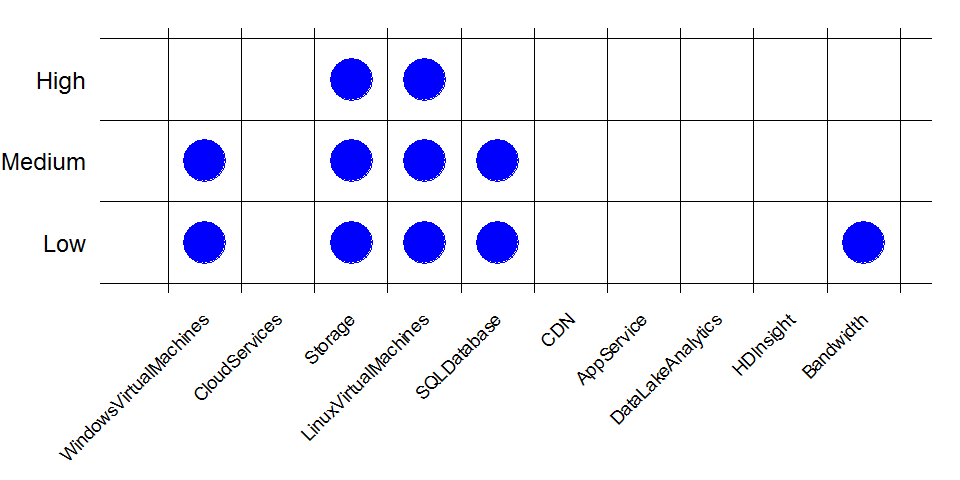 High
Medium
Low
WindowsVirtualMachines
CloudServices
Storage
LinuxVirtualMachines
SQLDatabase
CDN
AppService
DataLakeAnalytics
HDInsight
Bandwidth